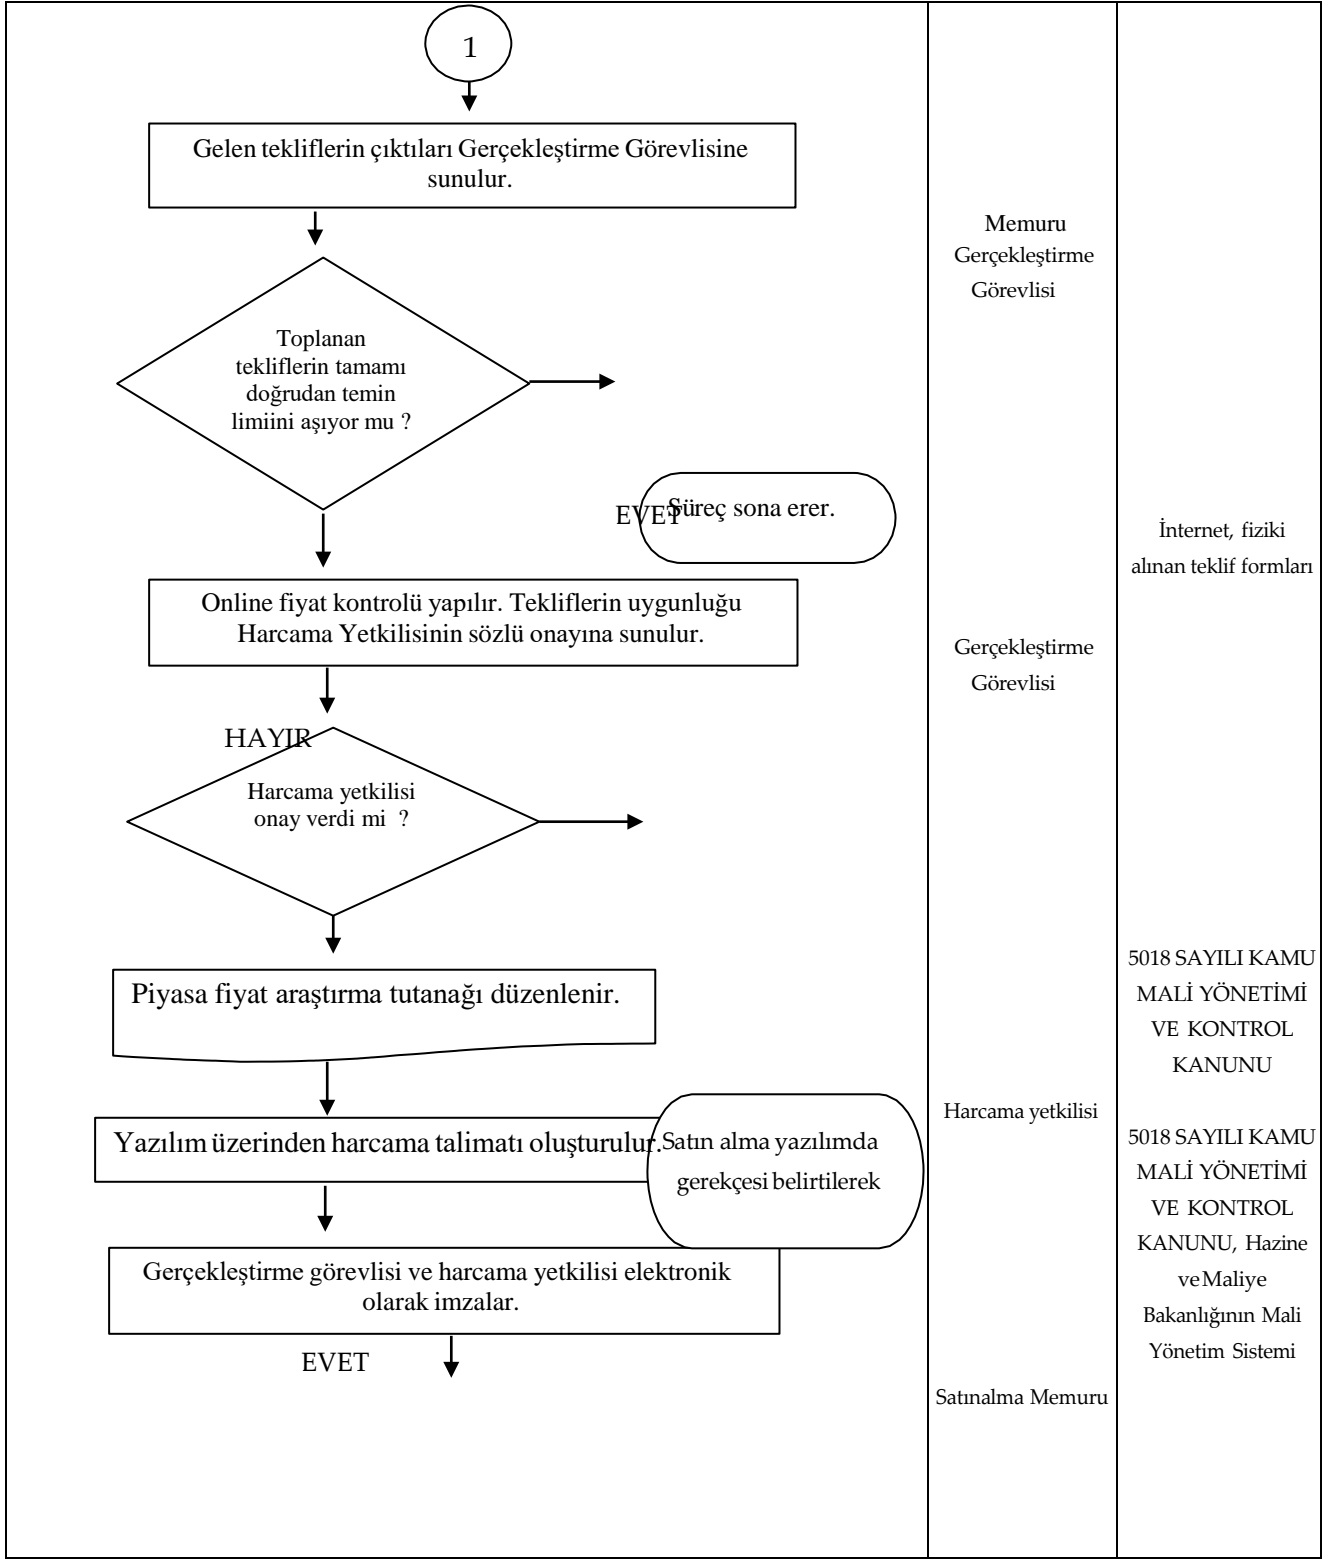 1
Gelen tekliflerin çıktıları Gerçekleştirme Görevlisine
sunulur.
Toplanan
tekliflerin tamamı
doğrudan temin
limiini aşıyor mu ?
EVET
Süreç sona erer.
Online fiyat kontrolü yapılır. Tekliflerin uygunluğu
Harcama Yetkilisinin sözlü onayına sunulur.
HAYIR
Harcama yetkilisi
onay verdi mi ?
Piyasa fiyat araştırma tutanağı düzenlenir.
Yazılım üzerinden harcama talimatı oluşturulur.
Satın alma yazılımda
gerekçesi belirtilerek
Gerçekleştirme görevlisi ve harcama yetkilisi elektronik
olarak imzalar.
EVET
Memuru
Gerçekleştirme
Görevlisi
Gerçekleştirme
Görevlisi
Harcama yetkilisi
Satınalma Memuru
İnternet, fiziki
alınan teklif formları
5018 SAYILI KAMU
MALİ YÖNETİMİ
VE KONTROL
KANUNU
5018 SAYILI KAMU
MALİ YÖNETİMİ
VE KONTROL
KANUNU, Hazine
ve Maliye
Bakanlığının Mali
Yönetim Sistemi